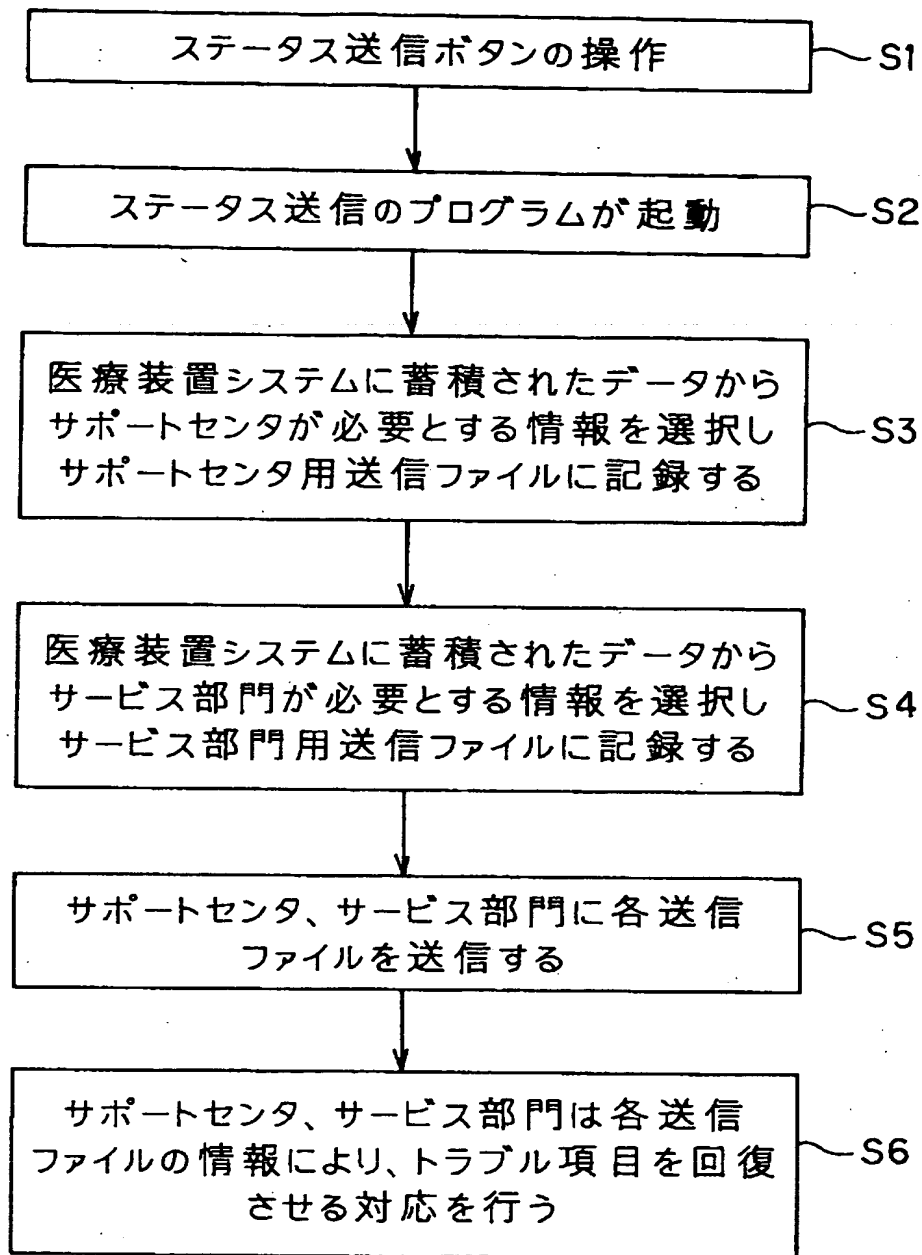 ステータス送信ボタンの操作
S1
ステータス送信のプログラムが起動
S2
医療装置システムに蓄積されたデータから
サポートセンタが必要とする情報を選択し
サポートセンタ用送信ファイルに記録する
S3
医療装置システムに蓄積されたデータから
サービス部門が必要とする情報を選択し
サービス部門用送信ファイルに記録する
S4
サポートセンタ、サービス部門に各送信
ファイルを送信する
S5
サポートセンタ、サービス部門は各送信
ファイルの情報により、トラブル項目を回復
させる対応を行う
S6